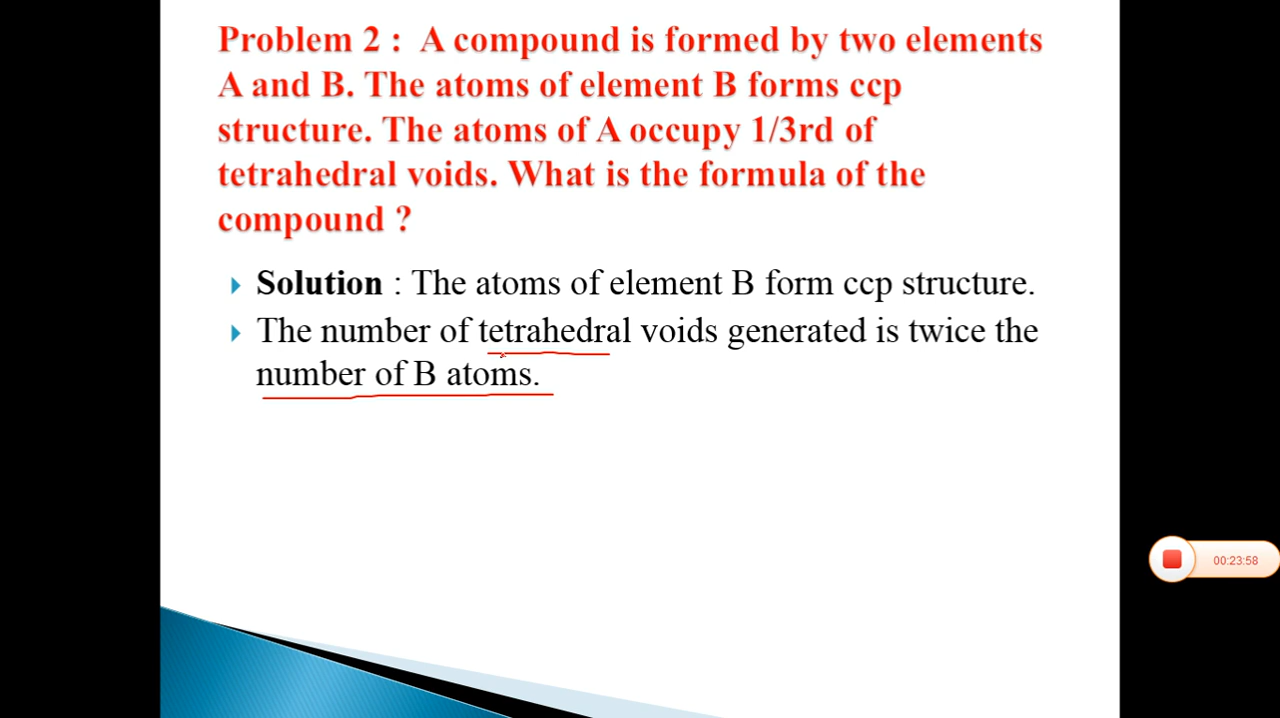 Problem 2 : A compound is formed by two elements
A and B. The atoms of element B forms ccp
structure. The atoms of A occupy 1/3rd of
tetrahedral voids. What is the formula of the
compound ?
Solution : The atoms of element B form ccp structure.
The number of tetrahedral voids generated is twice the
number of B atoms.
00:23:58